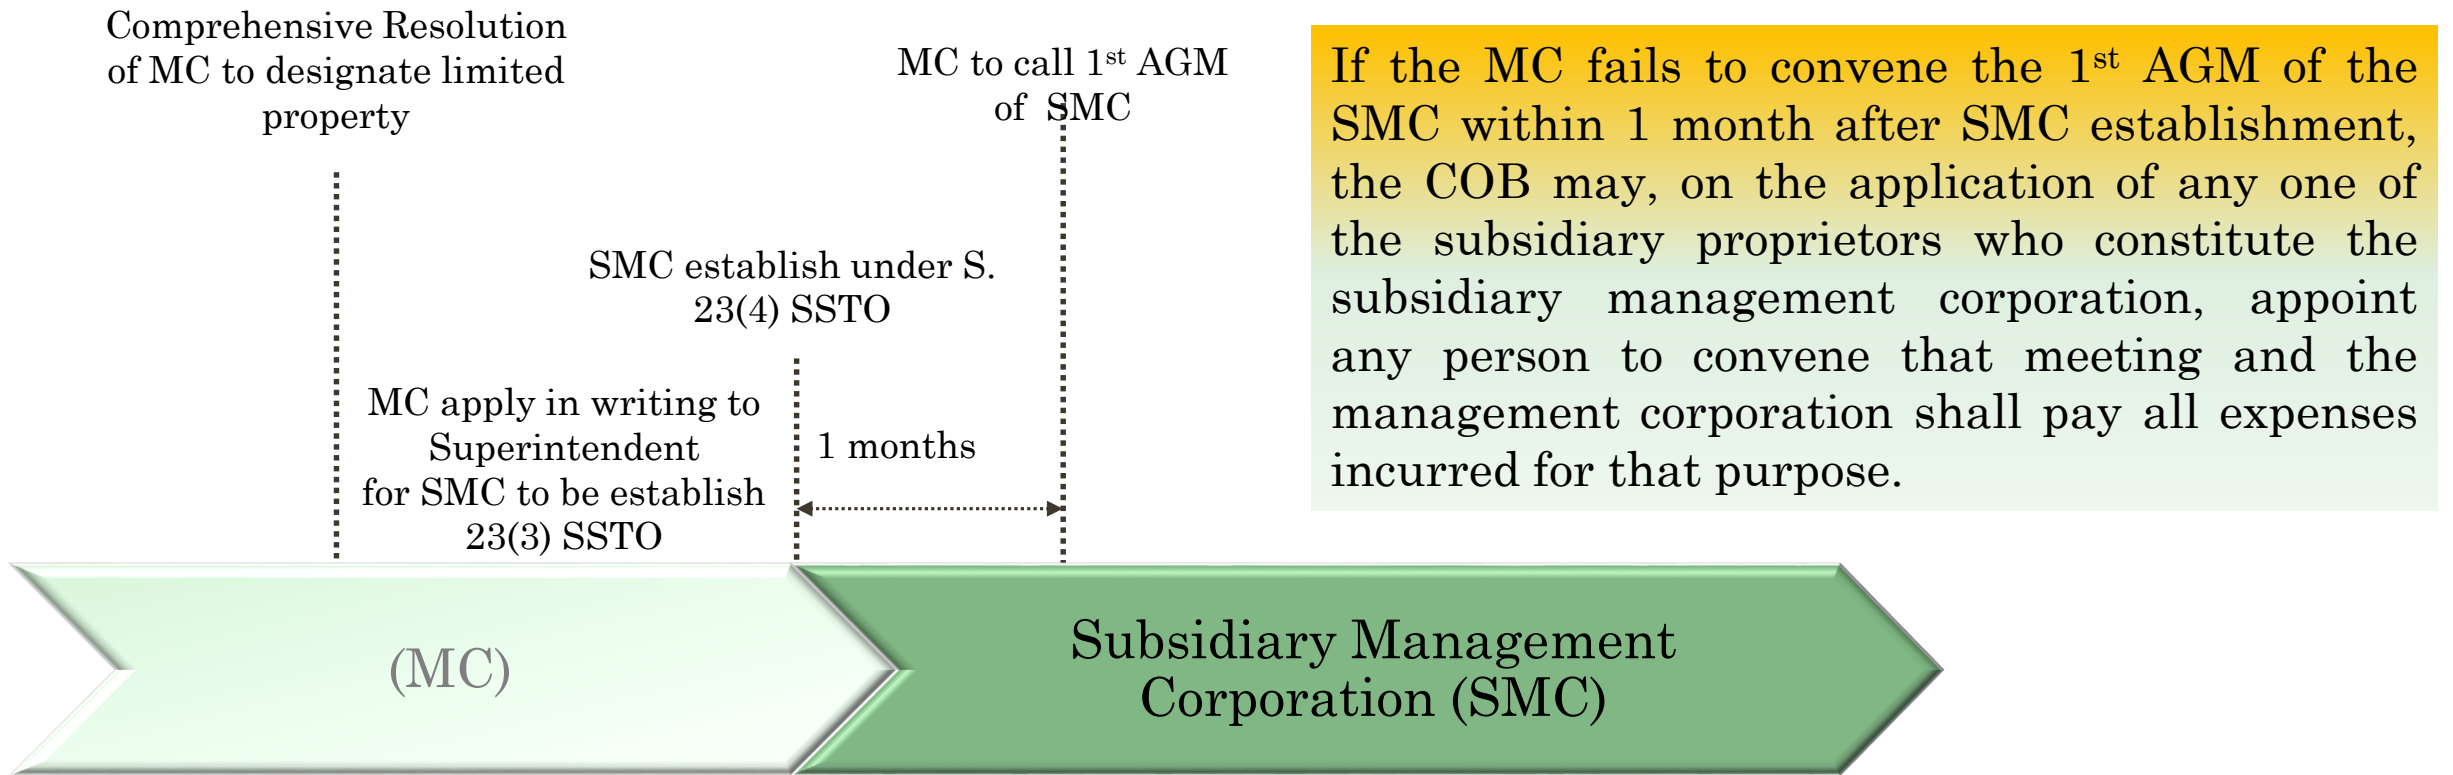 Comprehensive Resolution
of MC to designate limited
property
MC apply in writing to
Superintendent
for SMC to be establish
23(3) SSTO
SMC establish under S.
23(4) SSTO
1 months
MC to call 1st AGM
of SMC
If the MC fails to convene the 1st AGM of the
SMC within 1 month after SMC establishment,
the COB may, on the application of any one of
the subsidiary proprietors who constitute the
subsidiary management corporation, appoint
any person to convene that meeting and the
management corporation shall pay all expenses
incurred for that purpose.
(MC)
Subsidiary Management
Corporation (SMC)